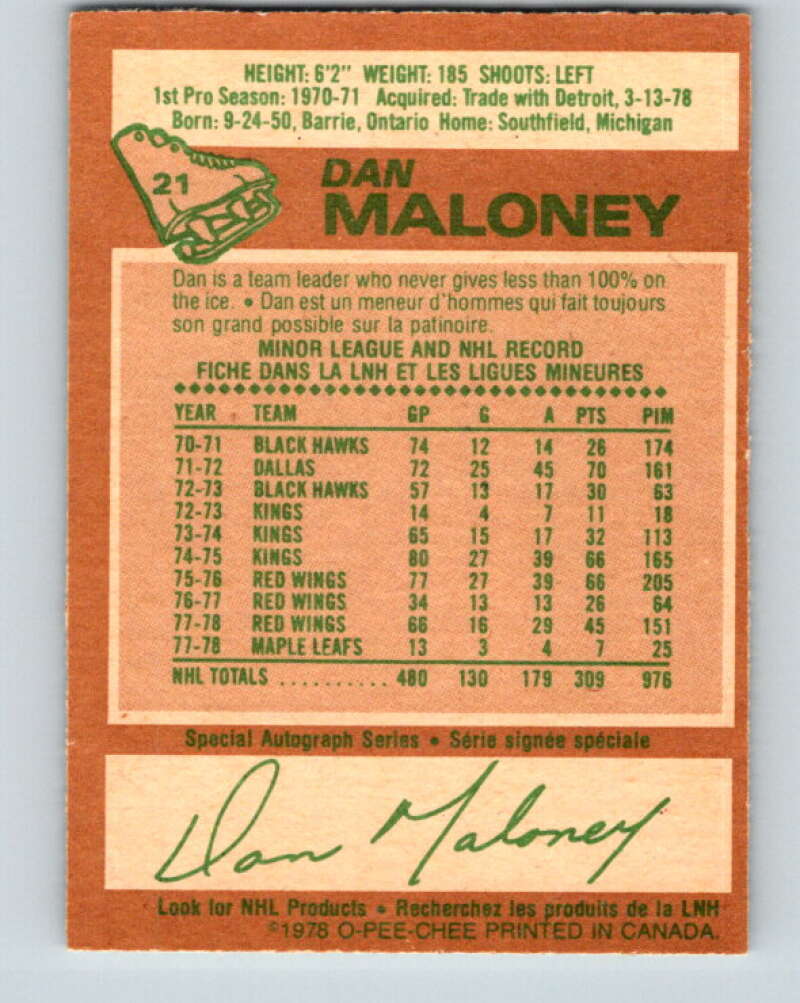 HEIGHT: 6'2" WEIGHT: 185 SHOOTS: LEFT
1st Pro Season: 1970-71 Acquired: Trade with Detroit, 3-13-78
Born: 9-24-50, Barrie, Ontario Home: Southfield, Michigan
21
DAN
MALONEY
Dan is a team leader who never gives less than 100% on
the ice. • Dan est un meneur d'hommes qui fait toujours
son grand possible sur la patinoire.
MINOR LEAGUE AND NHL RECORD
FICHE DANS LA LNH ET LES LIGUES MINEURES
YEAR TEAM GP G A PTS PIM
70-71 BLACK HAWKS 74 12 14 26 174
71-72 DALLAS 72 25 45 70 161
72-73 BLACK HAWKS 57 13 17 30 63
72-73 KINGS 14 4 7 11 18
73-74 KINGS 65 15 17 32 113
74-75 KINGS 80 27 39 66 165
75-76 RED WINGS 77 27 39 66 205
76-77 RED WINGS 34 13 13 26 64
77-78 RED WINGS 66 16 29 45 151
77-78 MAPLE LEAFS 13 3 4 7 25
NHL TOTALS .......... 480 130 179 309 976
Special Autograph Series • Série signée spéciale
Dan Maloney
Look for NHL Products • Recherchez les produits de la LNH
©1978 O-PEE-CHEE PRINTED IN CANADA.